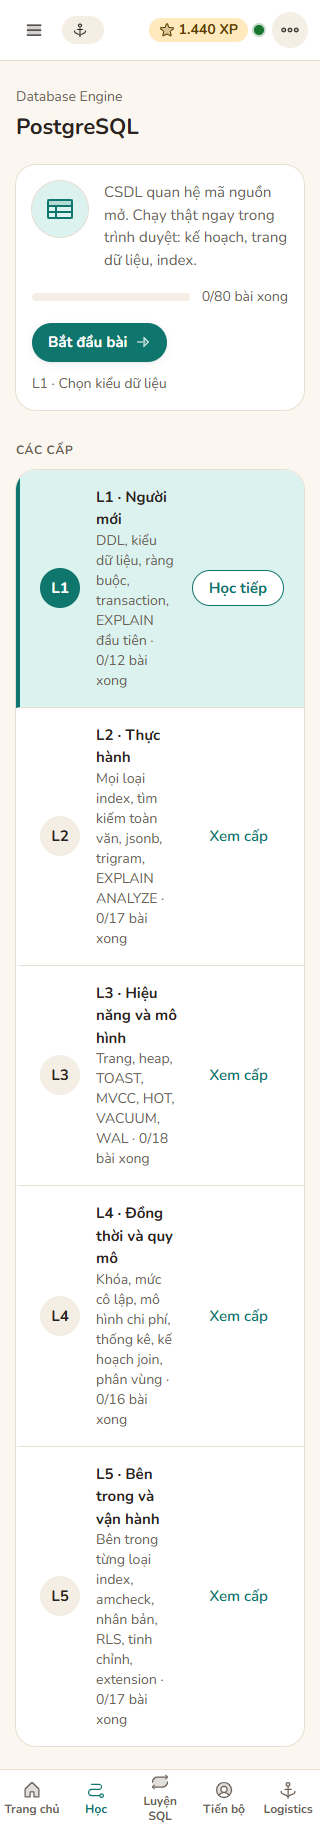 1.440 XP
Database Engine
PostgreSQL
CSDL quan hệ mã nguồn
mở. Chạy thật ngay trong
trình duyệt: kế hoạch, trang
dữ liệu, index.
0/80 bài xong
Bắt đầu bài
L1 · Chọn kiểu dữ liệu
CÁC CẤP
L1 · Người
mới
DDL, kiểu
dữ liệu, ràng
buộc,
transaction,
EXPLAIN
đầu tiên ·
0/12 bài
xong
L1
Học tiếp
L2 · Thực
hành
Mọi loại
index, tìm
kiếm toàn
văn, jsonb,
trigram,
EXPLAIN
ANALYZE ·
0/17 bài
xong
L2
Xem cấp
L3 · Hiệu
năng và mô
hình
Trang, heap,
TOAST,
MVCC, HOT,
VACUUM,
WAL · 0/18
bài xong
L3
Xem cấp
L4 · Đồng
thời và quy
mô
Khóa, mức
cô lập, mô
hình chi phí,
thống kê, kế
hoạch join,
phân vùng ·
0/16 bài
xong
L4
Xem cấp
L5 · Bên
trong và
vận hành
Bên trong
từng loại
index,
amcheck,
nhân bản,
RLS, tinh
chỉnh,
extension ·
0/17 bài
xong
L5
Xem cấp
Trang chủ
Học
Luyện
SQL
Tiến bộ
Logistics